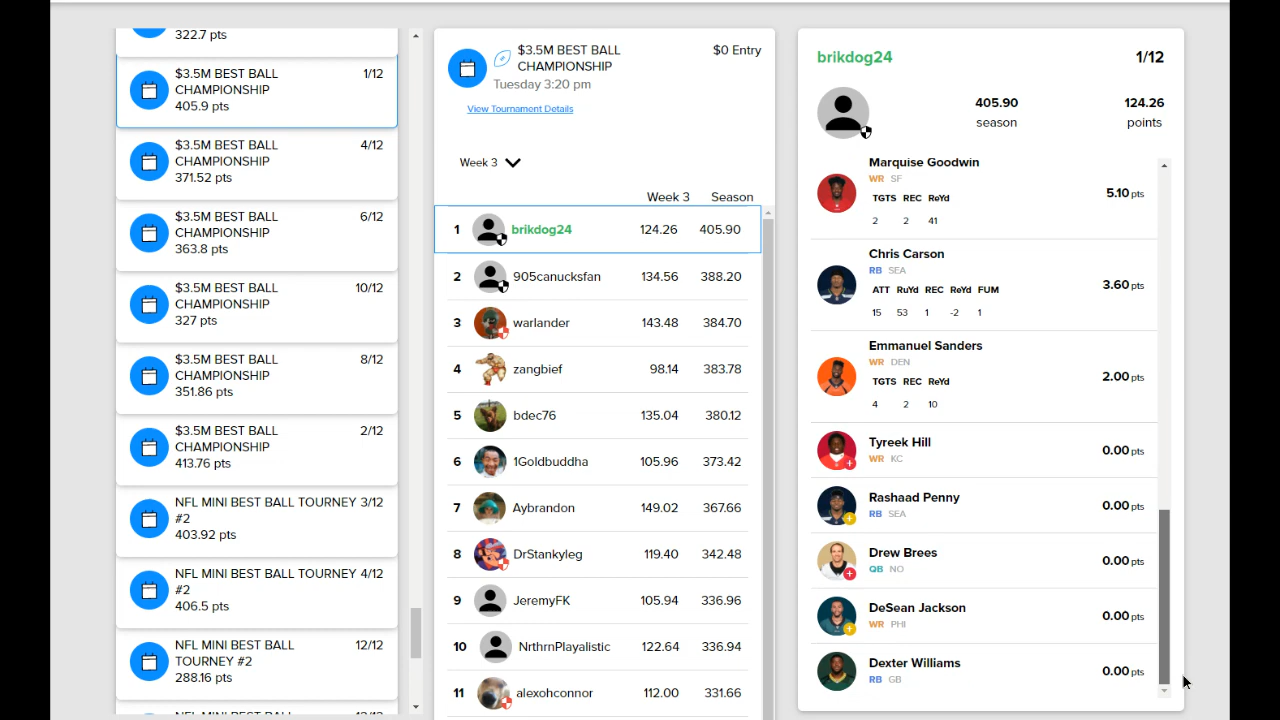 322.7 pts
$3.5M BEST BALL 1/12
CHAMPIONSHIP
405.9 pts
$3.5M BEST BALL 4/12
CHAMPIONSHIP
371.52 pts
$3.5M BEST BALL 6/12
CHAMPIONSHIP
363.8 pts
$3.5M BEST BALL 10/12
CHAMPIONSHIP
327 pts
$3.5M BEST BALL 8/12
CHAMPIONSHIP
351.86 pts
$3.5M BEST BALL 2/12
CHAMPIONSHIP
413.76 pts
NFL MINI BEST BALL TOURNEY 3/12
#2
403.92 pts
NFL MINI BEST BALL TOURNEY 4/12
#2
406.5 pts
NFL MINI BEST BALL 12/12
TOURNEY #2
288.16 pts
$3.5M BEST BALL $0 Entry
CHAMPIONSHIP
Tuesday 3:20 pm
View Tournament Details
Week 3
Week 3 Season
1 brikdog24 124.26 405.90
2 905canucksfan 134.56 388.20
3 warlander 143.48 384.70
4 zangbief 98.14 383.78
5 bdec76 135.04 380.12
6 1Goldbuddha 105.96 373.42
7 Aybrandon 149.02 367.66
8 DrStankyleg 119.40 342.48
9 JeremyFK 105.94 336.96
10 NrthrnPlayalistic 122.64 336.94
11 alexohconnor 112.00 331.66
brikdog24 1/12
405.90 124.26
season points
Marquise Goodwin
WR SF
TGTS REC ReYd
2 2 41
5.10 pts
Chris Carson
RB SEA
ATT RuYd REC ReYd FUM
15 53 1 -2 1
3.60 pts
Emmanuel Sanders
WR DEN
TGTS REC ReYd
4 2 10
2.00 pts
Tyreek Hill
WR KC
0.00 pts
Rashaad Penny
RB SEA
0.00 pts
Drew Brees
QB NO
0.00 pts
DeSean Jackson
WR PHI
0.00 pts
Dexter Williams
RB GB
0.00 pts